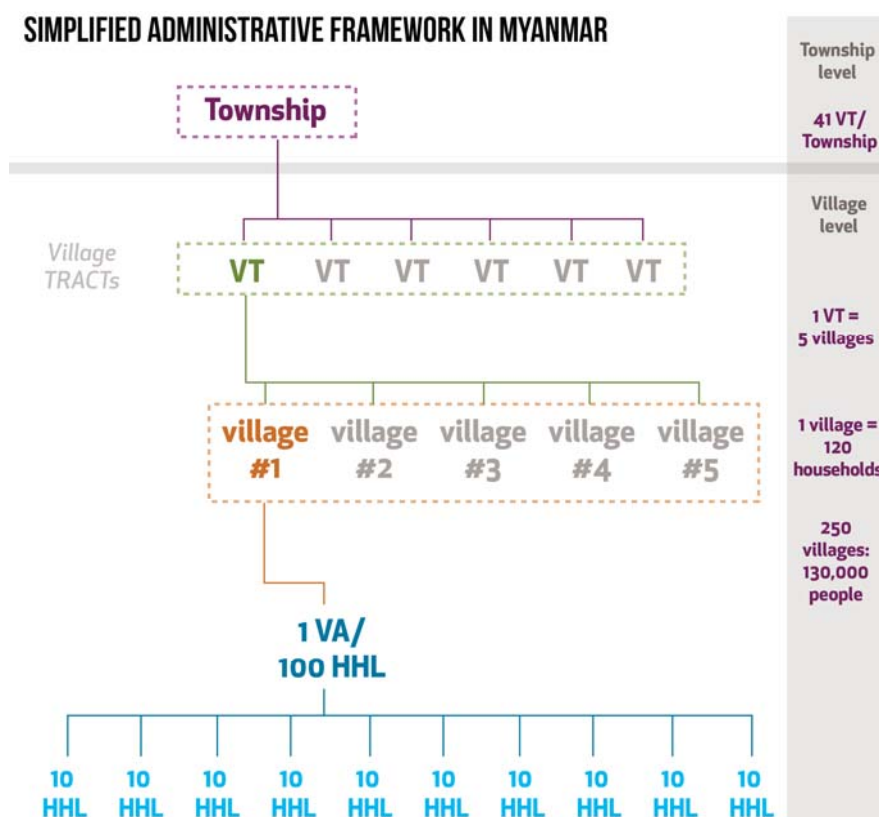 SIMPLIFIED ADMINISTRATIVE FRAMEWORK IN MYANMAR
Township
level
Township
41 VT/
Township
Village
level
Village
TRACTs
VT VT VT VT VT VT
1 VT =
5 villages
village village village village village
#1 #2 #3 #4 #5
1 village =
120
households
250
villages:
130,000
people
1 VA/
100 HHL
10 10 10 10 10 10 10 10 10 10
HHL HHL HHL HHL HHL HHL HHL HHL HHL HHL